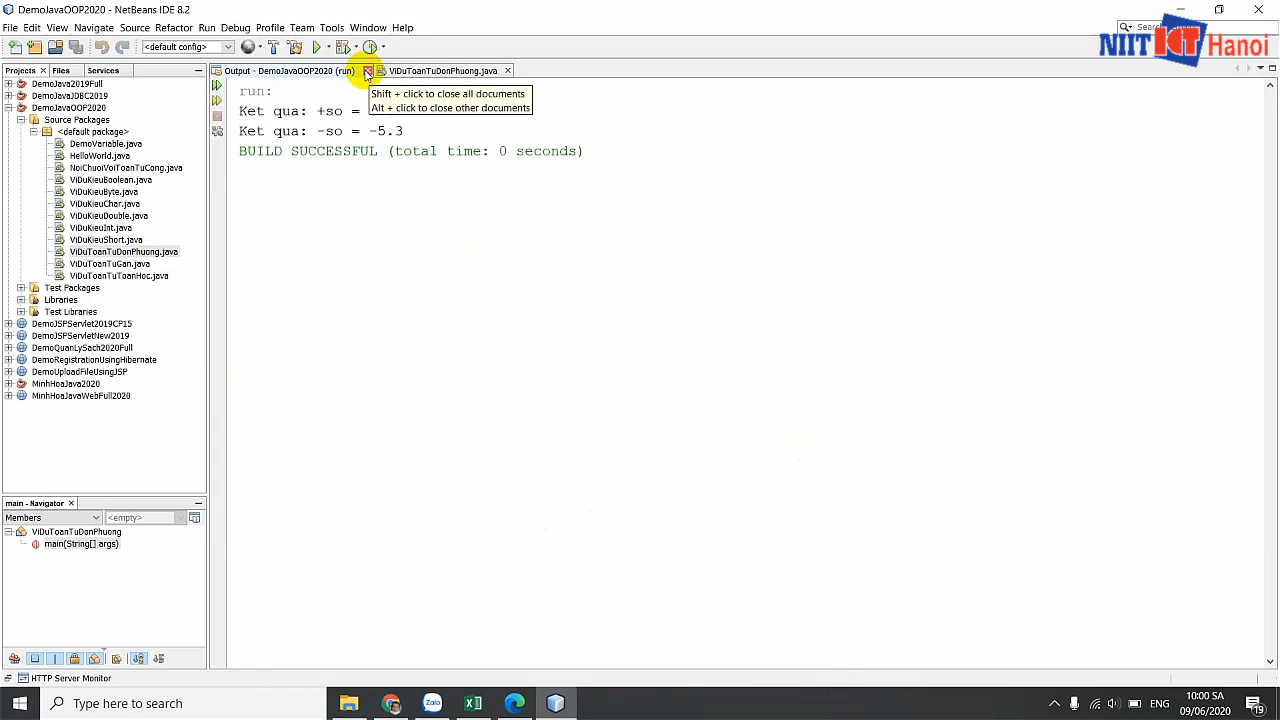 DemoJavaOOP2020 - NetBeans IDE 8.2
File Edit View Navigate Source Refactor Run Debug Profile Team Tools Window Help
Sear
<default config>
NIIT ICT Hanoi
Projects Files Services
Output - DemoJavaOOP2020 (run) ViDuToanTuDonPhuong.java
Shift + click to close all documents
Alt + click to close other documents
run:
Ket qua: +so =
Ket qua: -so = -5.3
BUILD SUCCESSFUL (total time: 0 seconds)
DemoJava2019Full
DemoJavaJDBC2019
DemoJavaOOP2020
Source Packages
<default package>
DemoVariable.java
HelloWorld.java
NoiChuoiVoiToanTuCong.java
ViDuKieuBoolean.java
ViDuKieuByte.java
ViDuKieuChar.java
ViDuKieuDouble.java
ViDuKieuInt.java
ViDuKieuShort.java
ViDuToanTuDonPhuong.java
ViDuToanTuGan.java
ViDuToanTuToanHoc.java
Test Packages
Libraries
Test Libraries
DemoJSPServlet2019CP15
DemoJSPServletNew2019
DemoQuanLySach2020Full
DemoRegistrationUsingHibernate
DemoUploadFileUsingJSP
MinhHoaJava2020
MinhHoaJavaWebFull2020
main - Navigator
Members <empty>
ViDuToanTuDonPhuong
main(String[] args)
HTTP Server Monitor
Type here to search
Zalo
ENG
10:00 SA
09/06/2020
19